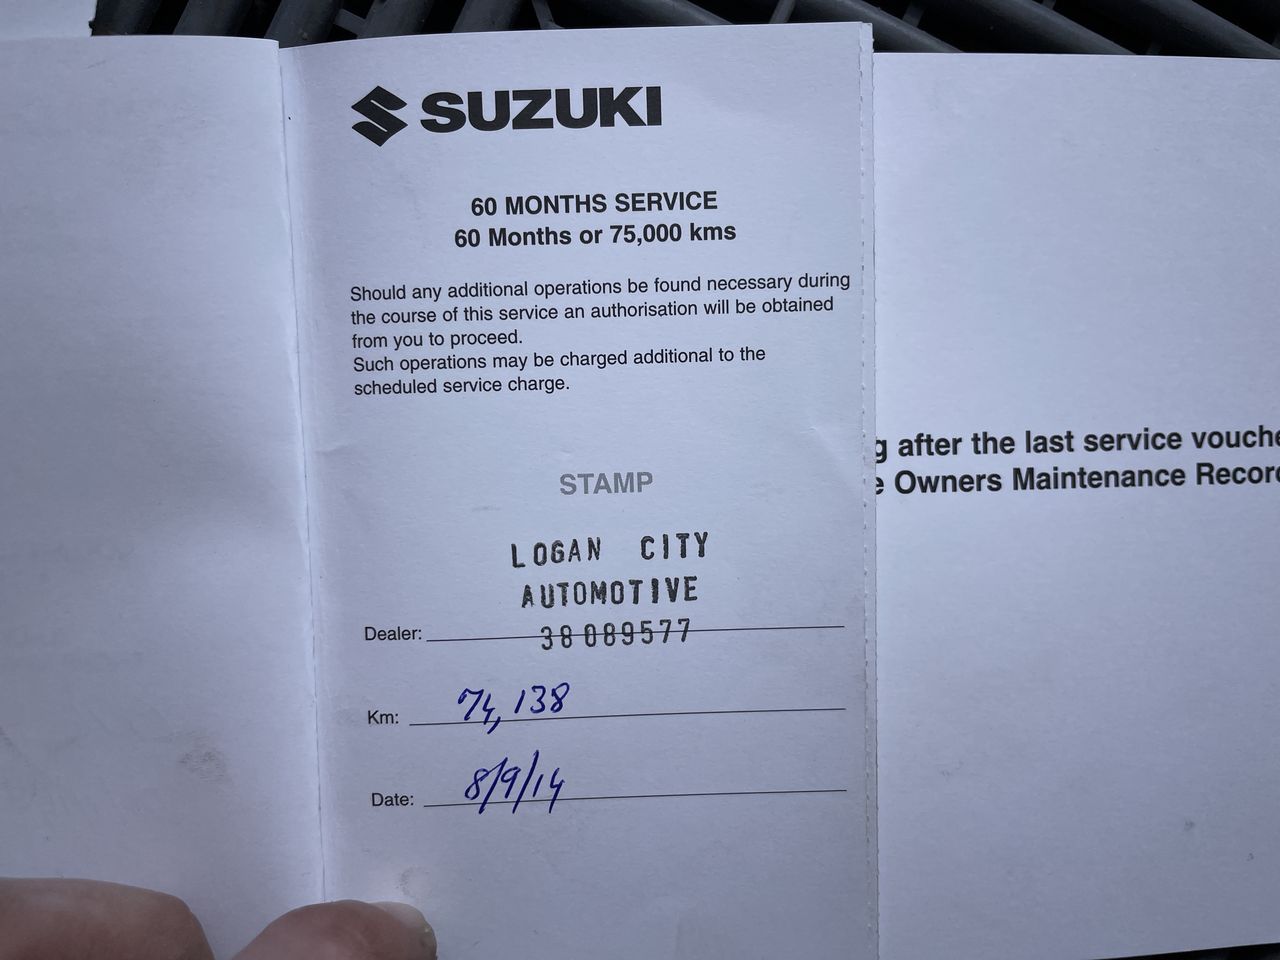 SUZUKI
60 MONTHS SERVICE
60 Months or 75,000 kms
Should any additional operations be found necessary during
the course of this service an authorisation will be obtained
from you to proceed.
Such operations may be charged additional to the
scheduled service charge.
STAMP
LOGAN CITY
AUTOMOTIVE
Dealer: 38 089577
Km: 74,138
Date: 8/9/14
after the last service
Owners Maintenance